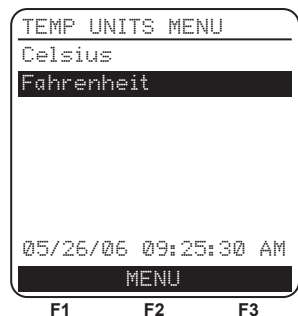 TEMP UNITS MENU
Celsius
Fahrenheit
05/26/06 09:25:30 AM
MENU
F1 F2 F3